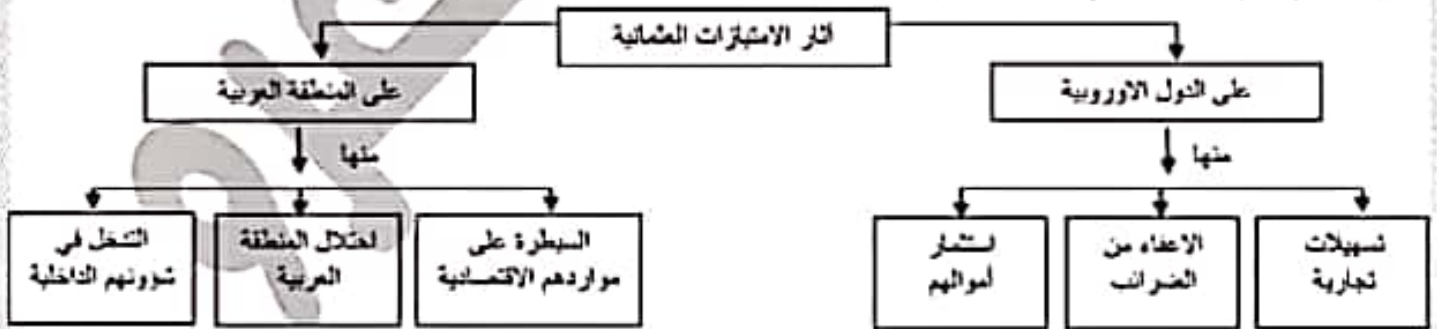 آثار الامتيازات العثمانية
على الدول الاوروبية
على المنطقة العربية
منها
منها
تسهيلات
تجارية
الاعفاء من
الضرائب
استثمار
أموالهم
السيطرة على
مواردهم الاقتصادية
احتلال المنطقة
العربية
التدخل في
شؤونهم الداخلية